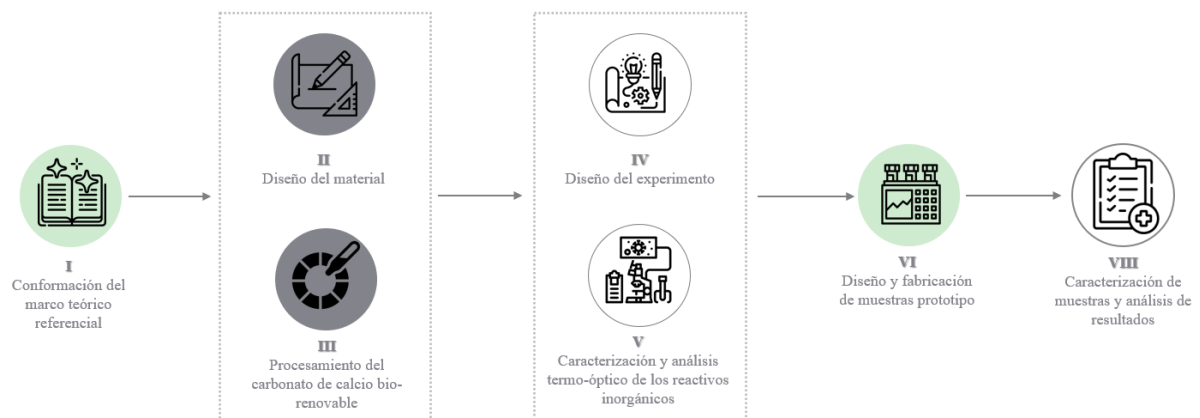 I
Conformación del
marco teórico
referencial
II
Diseño del material
III
Procesamiento del
carbonato de calcio bio-
renovable
IV
Diseño del experimento
V
Caracterización y análisis
termo-óptico de los reactivos
inorgánicos
VI
Diseño y fabricación
de muestras prototipo
VIII
Caracterización de
muestras y análisis de
resultados